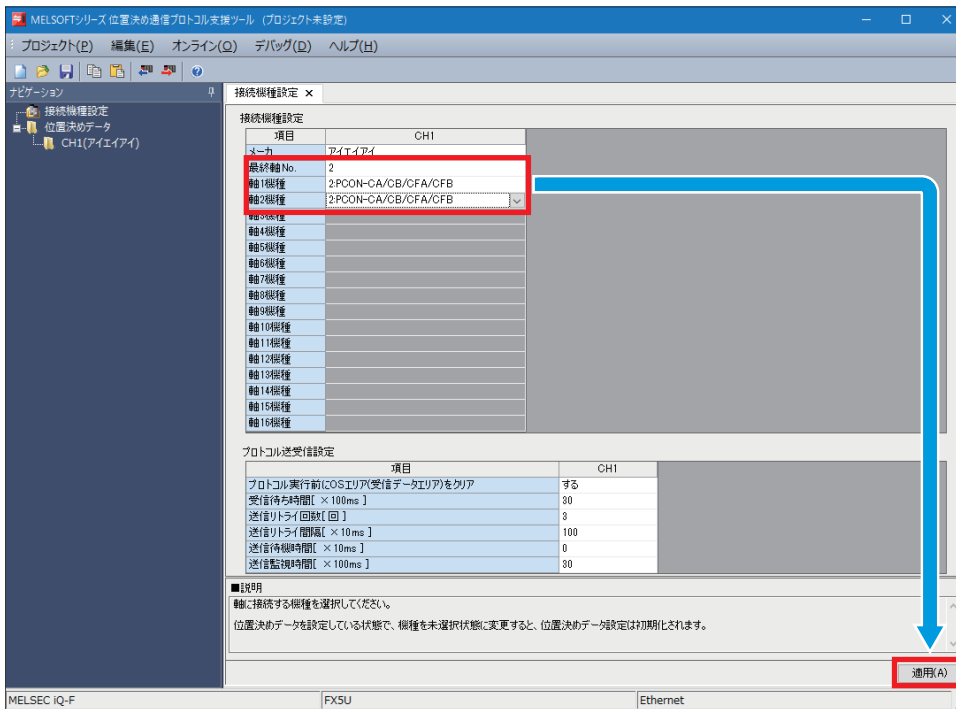 MELSOFTシリーズ 位置決め通信プロトコル支援ツール (プロジェクト未設定)
プロジェクト(P) 編集(E) オンライン(O) デバッグ(D) ヘルプ(H)
ナビゲーション
接続機種設定
位置決めデータ
CH1(アイエイアイ)
接続機種設定 ×
接続機種設定
項目 CH1
メーカ アイエイアイ
最終軸No. 2
軸1機種 2:PCON-CA/CB/CFA/CFB
軸2機種 2:PCON-CA/CB/CFA/CFB
軸3機種
軸4機種
軸5機種
軸6機種
軸7機種
軸8機種
軸9機種
軸10機種
軸11機種
軸12機種
軸13機種
軸14機種
軸15機種
軸16機種
プロトコル送受信設定
項目 CH1
プロトコル実行前にOSエリア(受信データエリア)をクリア する
受信待ち時間[ ×100ms ] 30
送信リトライ回数[ 回 ] 3
送信リトライ間隔[ ×10ms ] 100
送信待機時間[ ×10ms ] 0
送信監視時間[ ×100ms ] 30
■説明
軸に接続する機種を選択してください。
位置決めデータを設定している状態で、機種を未選択状態に変更すると、位置決めデータ設定は初期化されます。
適用(A)
MELSEC iQ-F FX5U Ethernet